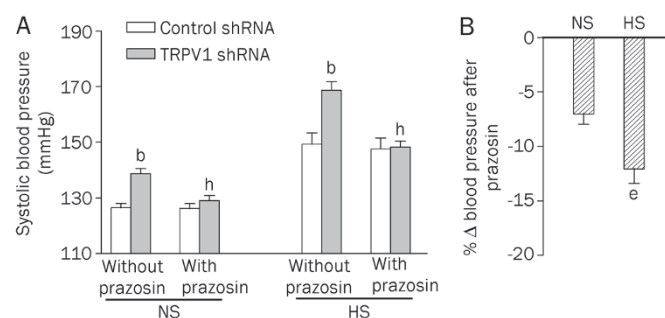 A
Control shRNA
TRPV1 shRNA
Systolic blood pressure
(mmHg)
190
170
150
130
110
b
h
b
h
Without
prazosin
With
prazosin
Without
prazosin
With
prazosin
NS
HS
B
NS
HS
0
-5
-10
-15
-20
% Δ blood pressure after
prazosin
e